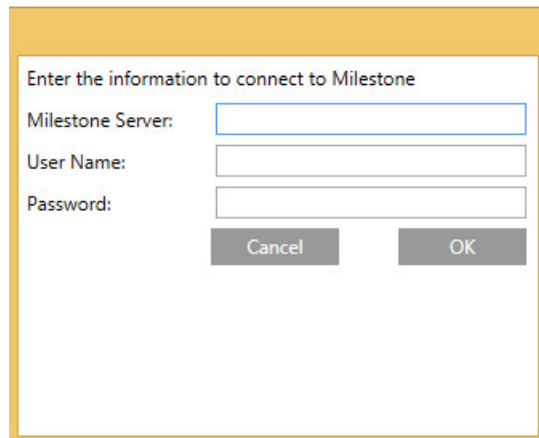 Enter the information to connect to Milestone
Milestone Server:
User Name:
Password:
Cancel OK